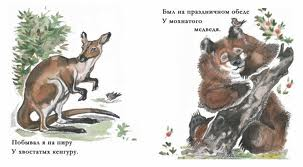 Побывал я на пиру
У хвостатых кенгуру.
Был на праздничном обеде
У мохнатого
медведя.